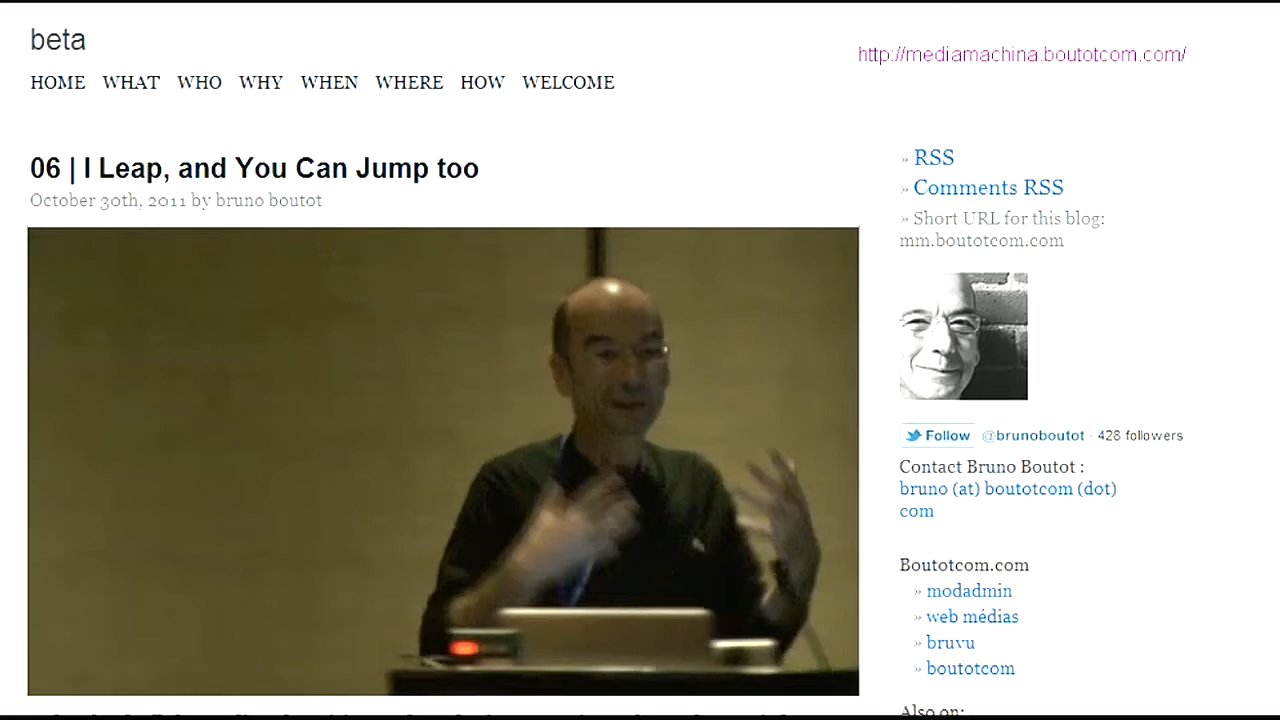 beta
http://mediamachina.boutotcom.com/
HOME WHAT WHO WHY WHEN WHERE HOW WELCOME
06 | I Leap, and You Can Jump too
October 30th, 2011 by bruno boutot
» RSS
» Comments RSS
» Short URL for this blog:
mm.boutotcom.com
Follow @brunoboutot · 428 followers
Contact Bruno Boutot :
bruno (at) boutotcom (dot)
com
Boutotcom.com
» modadmin
» web médias
» bruvu
» boutotcom
Also on: